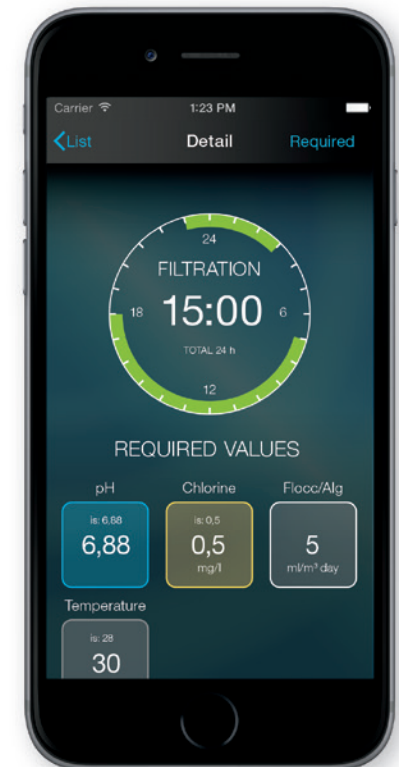 Carrier 1:23 PM
List Detail Required
24
FILTRATION
18 15:00 6
TOTAL 24 h
12
REQUIRED VALUES
pH Chlorine Flocc/Alg
is: 6,88 is: 0,5
6,88 0,5 5
mg/l ml/m³ day
Temperature
is: 28
30